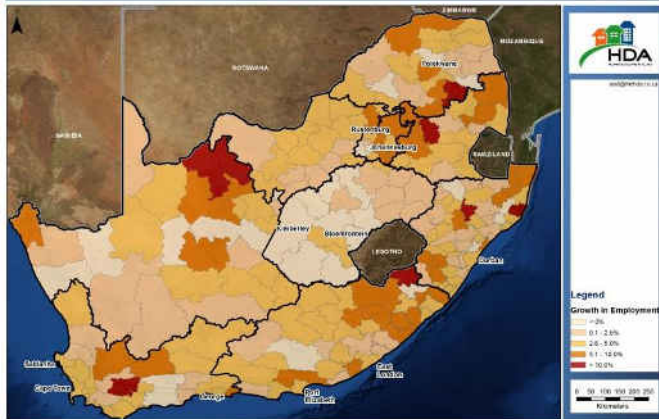 ZIMBABWE
MOZAMBIQUE
BOTSWANA
Polokwane
NAMIBIA
Rustenburg
Johannesburg
SWAZILAND
Kimberley
Bloemfontein
LESOTHO
Durban
Saldanha
Cape Town
George
Port
Elizabeth
East
London
HDA
Legend
Growth in Employment
0.1 - 2.5%
2.6 - 5.0%
5.1 - 10.0%
> 10.0%
0 50 100 150 200 250
Kilometers